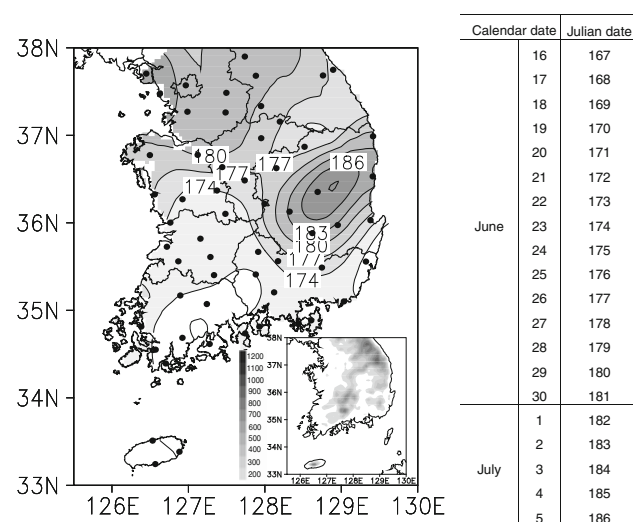 38N
37N
36N
35N
34N
33N
126E 127E 128E 129E 130E
180
177
174
177
186
183
180
177
174
1200
1100
1000
900
800
700
600
500
400
300
200
38N
37N
36N
35N
34N
33N
126E 127E 128E 129E 130E
Calendar date Julian date
June
16 167
17 168
18 169
19 170
20 171
21 172
22 173
23 174
24 175
25 176
26 177
27 178
28 179
29 180
30 181
July
1 182
2 183
3 184
4 185
5 186